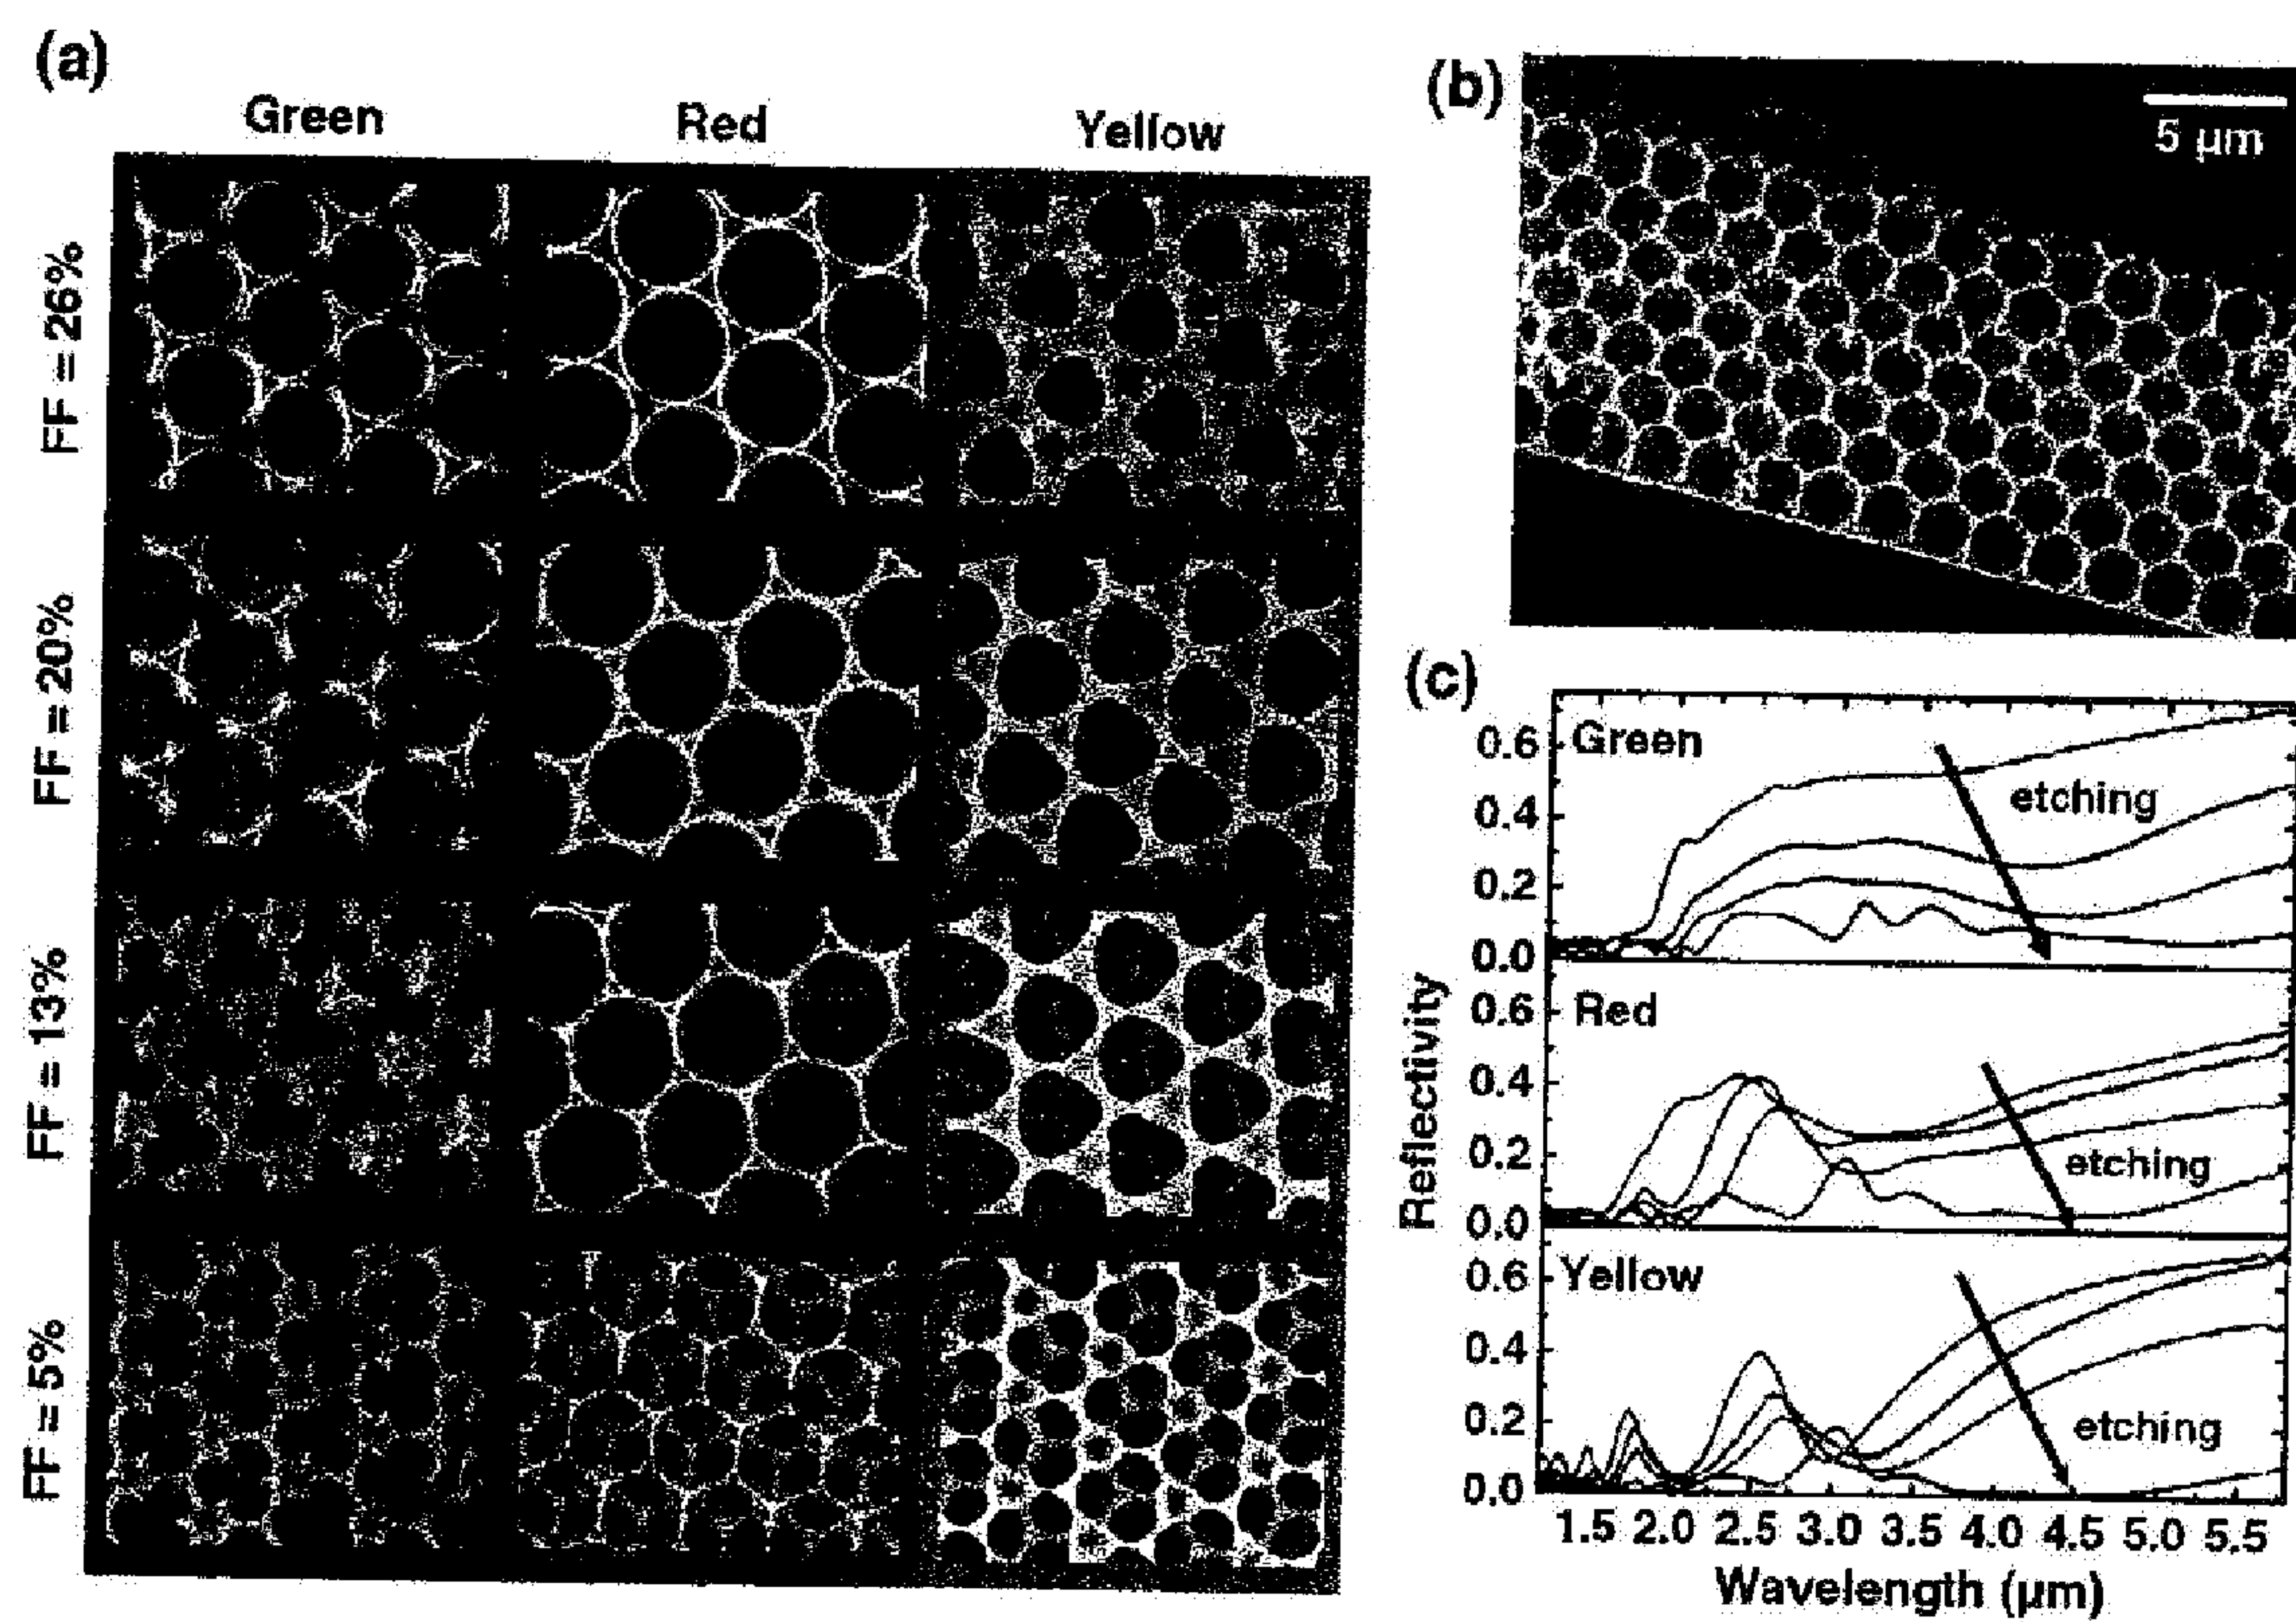 (a)
Green Red Yellow
FF = 26%
FF = 20%
FF = 13%
FF = 5%
(b)
5 µm
(c)
Reflectivity
0.6 Green
etching
0.4
0.2
0.0
0.6 Red
0.4
0.2 etching
0.0
0.6 Yellow
0.4
0.2 etching
0.0
1.5 2.0 2.5 3.0 3.5 4.0 4.5 5.0 5.5
Wavelength (µm)